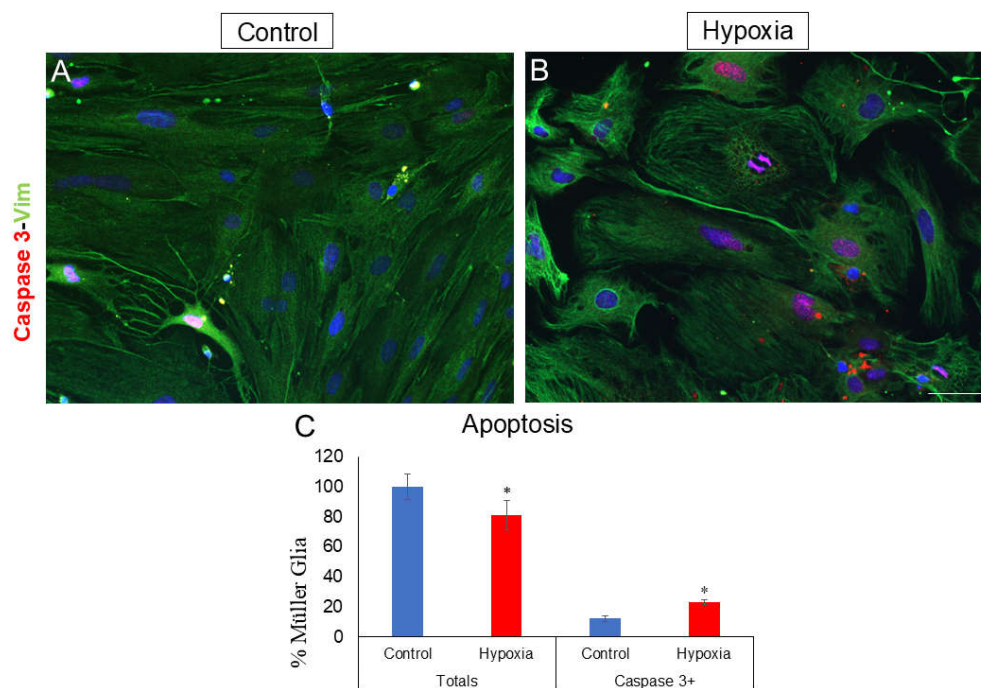 Control
Hypoxia
A
B
Caspase 3-Vim
C
Apoptosis
% Müller Glia
120
100
80
60
40
20
0
*
*
Control
Hypoxia
Control
Hypoxia
Totals
Caspase 3+